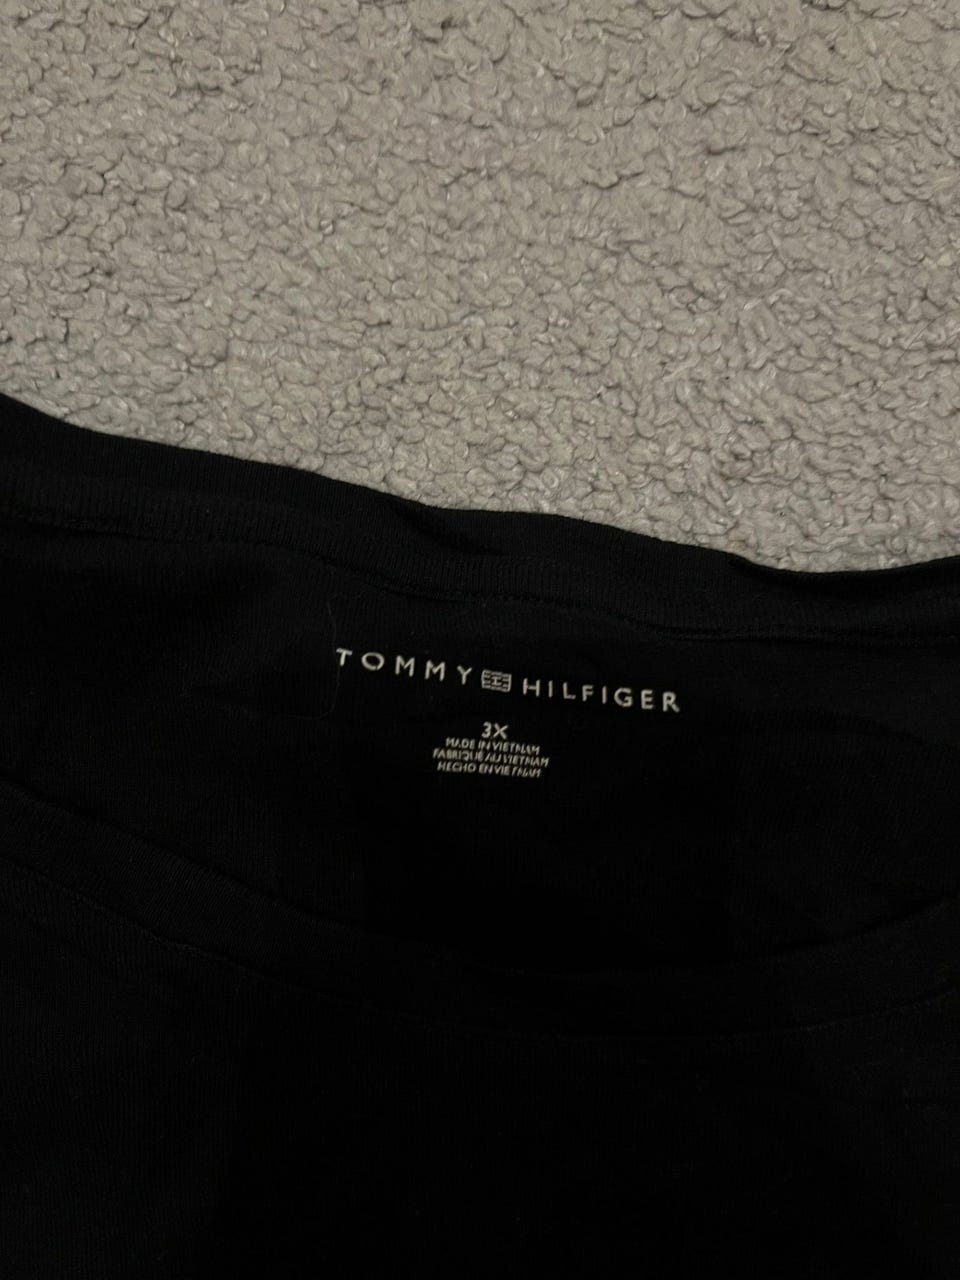 TOMMY HILFIGER
3X
MADE IN VIETNAM
FABRIQUÉ AU VIETNAM
HECHO EN VIETNAM